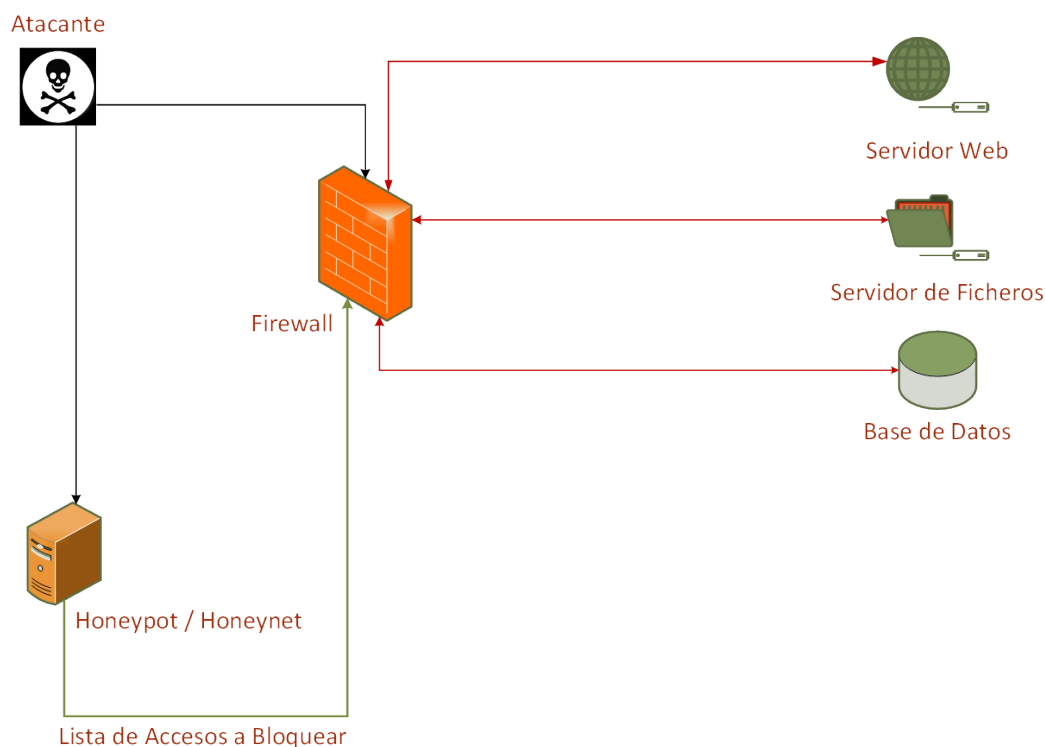 Atacante
Servidor Web
Servidor de Ficheros
Firewall
Base de Datos
Honeypot / Honeynet
Lista de Accesos a Bloquear